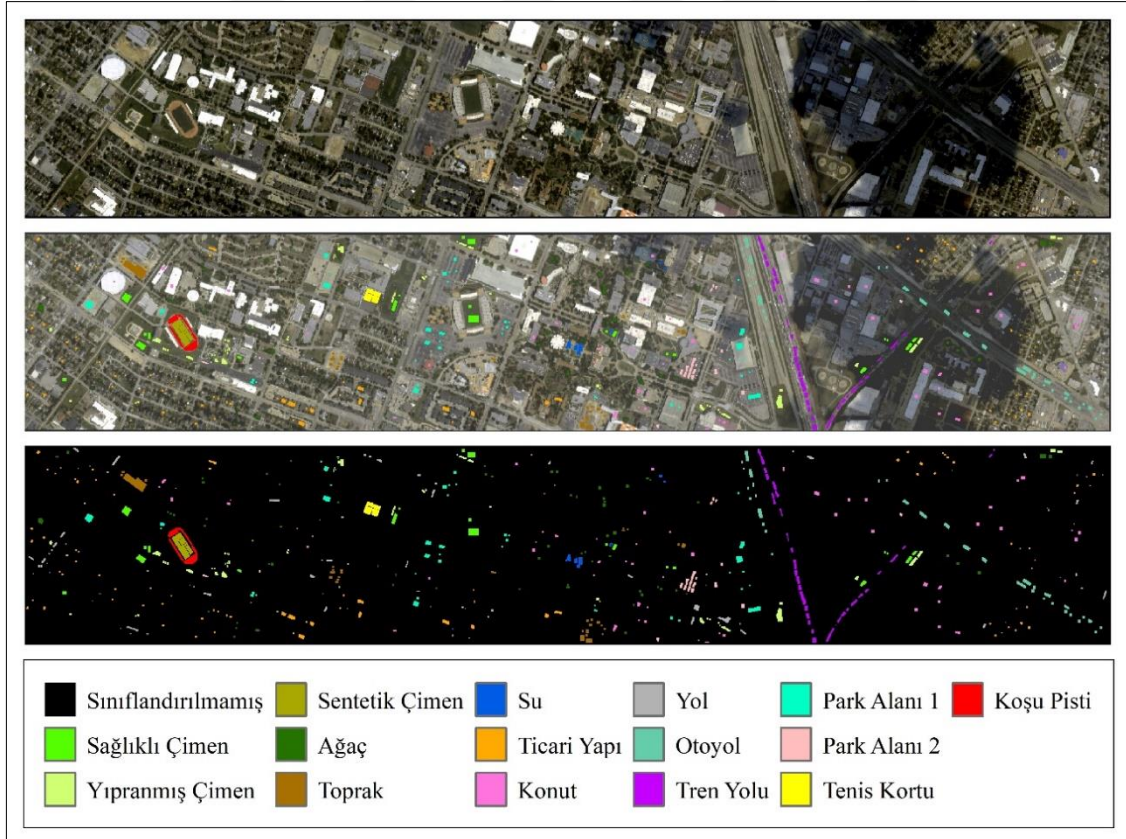 Sınıflandırılmamış
Sentetik Çimen
Su
Yol
Park Alanı 1
Koşu Pisti
Sağlıklı Çimen
Ağaç
Ticari Yapı
Otoyol
Park Alanı 2
Yıpranmış Çimen
Toprak
Konut
Tren Yolu
Tenis Kortu